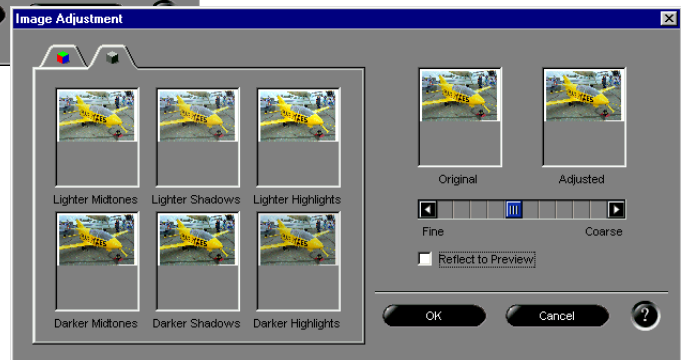 Image Adjustment
Lighter Midtones Lighter Shadows Lighter Highlights
Darker Midtones Darker Shadows Darker Highlights
Original Adjusted
Fine Coarse
Reflect to Preview
OK Cancel ?